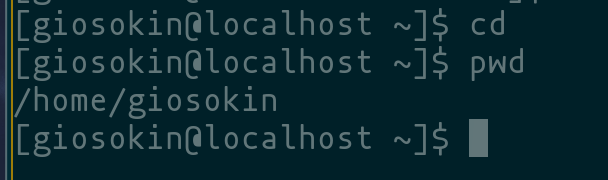 [giosokin@localhost ~]$ cd
[giosokin@localhost ~]$ pwd
/home/giosokin
[giosokin@localhost ~]$